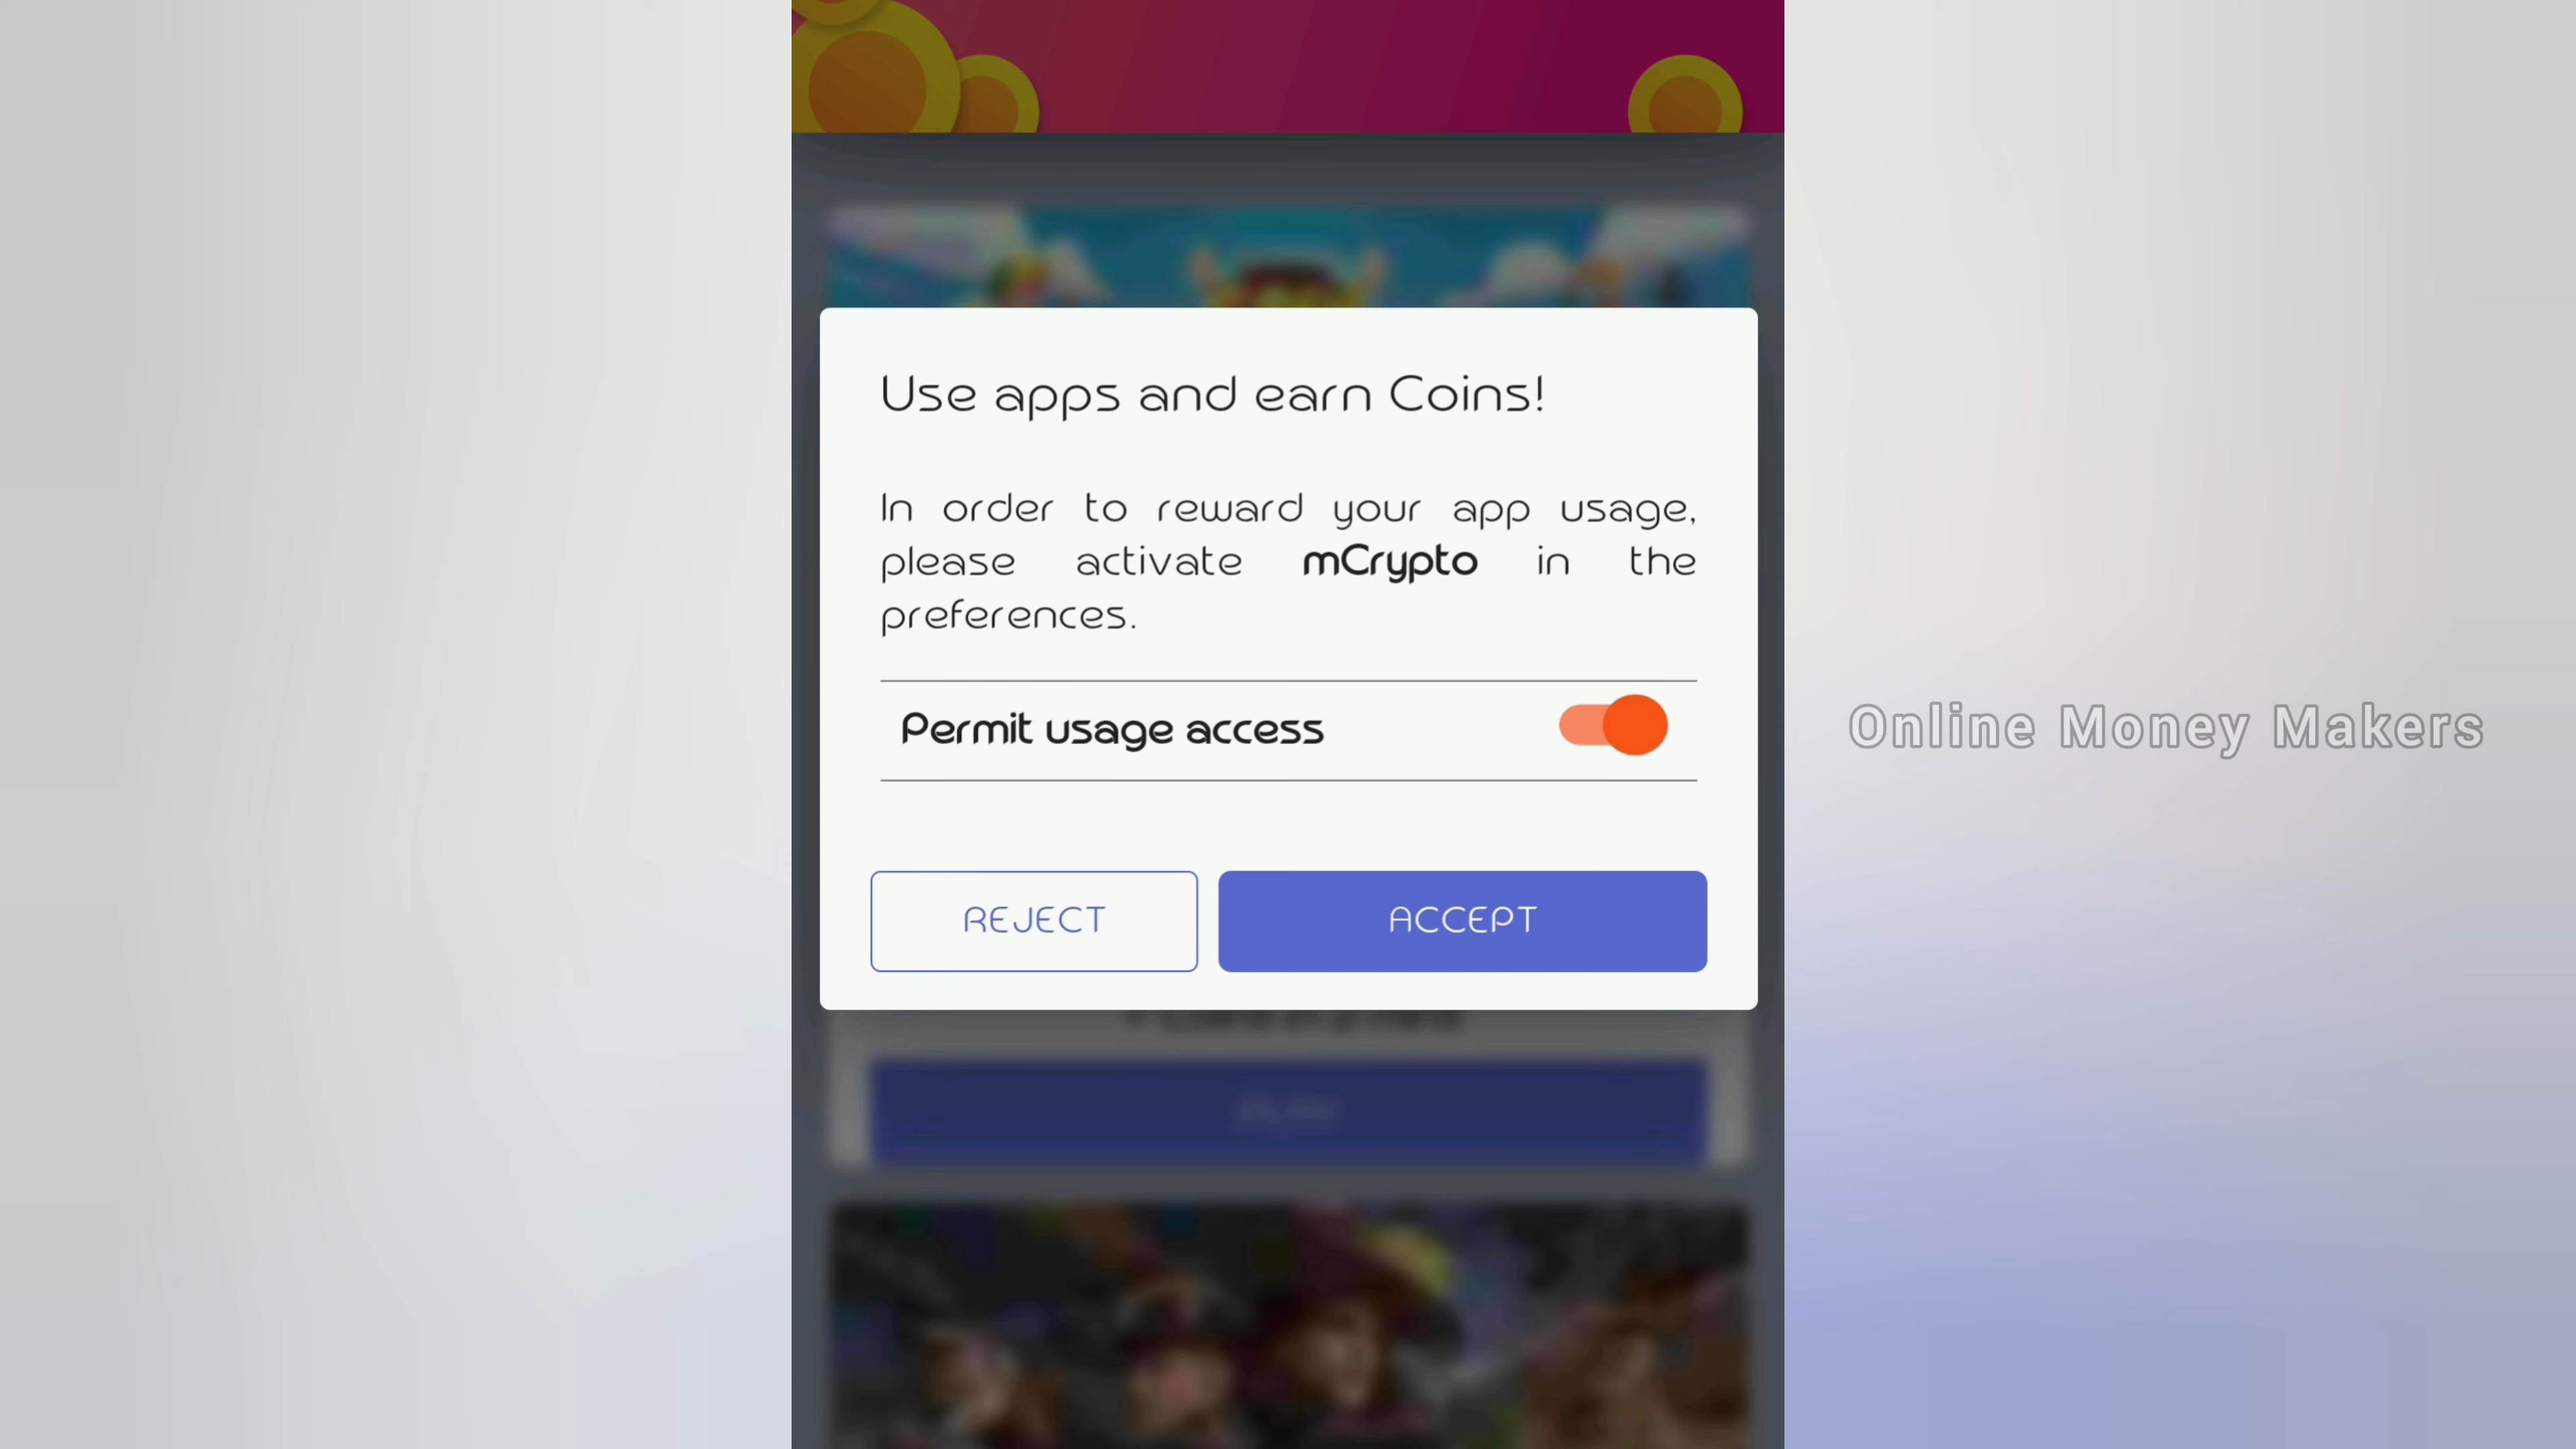 Use apps and earn Coins!
In order to reward your app usage,
please activate mCrypto in the
preferences.
Permit usage access
REJECT
ACCEPT
Online Money Makers